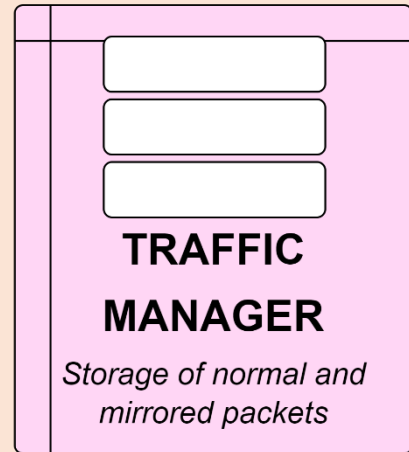 TRAFFIC
MANAGER
Storage of normal and
mirrored packets